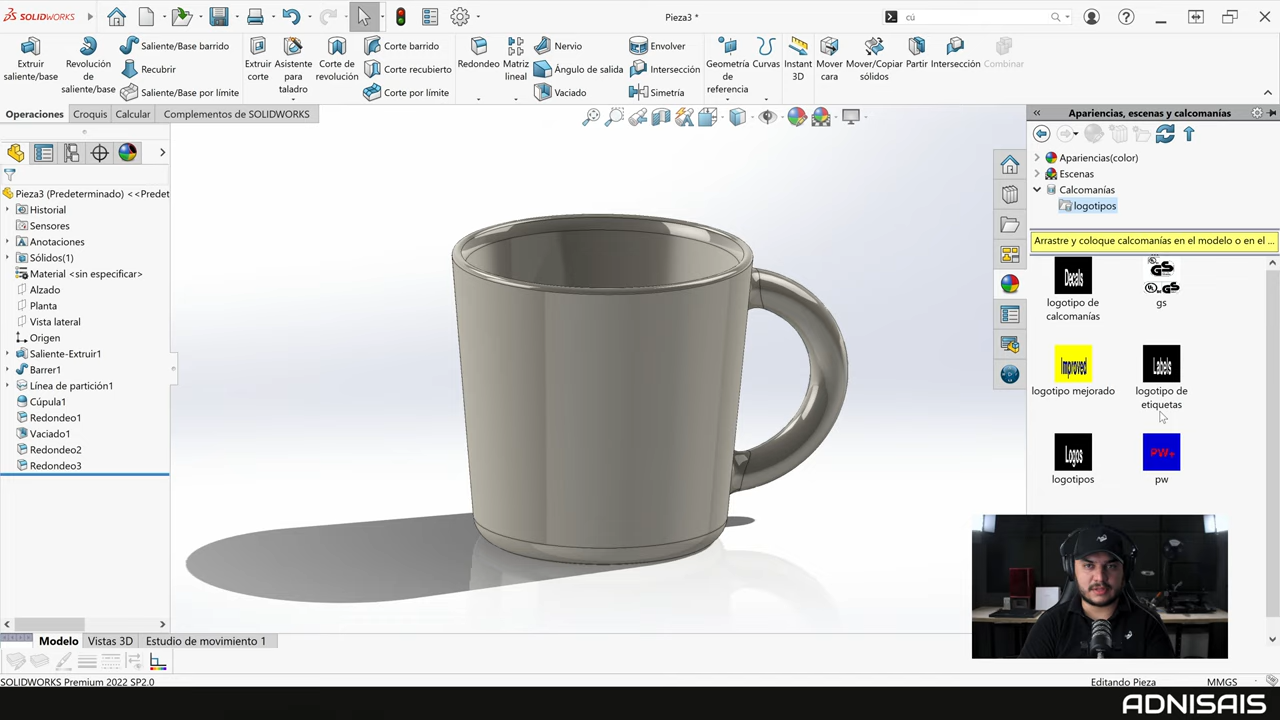 SOLIDWORKS
Pieza3 *
cú
Extruir saliente/base
Revolución de saliente/base
Saliente/Base barrido
Recubrir
Saliente/Base por límite
Extruir corte
Asistente para taladro
Corte de revolución
Corte barrido
Corte recubierto
Corte por límite
Redondeo
Matriz lineal
Nervio
Ángulo de salida
Vaciado
Envolver
Intersección
Simetría
Geometría de referencia
Curvas
Instant 3D
Mover cara
Mover/Copiar sólidos
Partir
Intersección
Combinar
Operaciones
Croquis
Calcular
Complementos de SOLIDWORKS
Pieza3 (Predeterminado) <<Predet
Historial
Sensores
Anotaciones
Sólidos(1)
Material <sin especificar>
Alzado
Planta
Vista lateral
Origen
Saliente-Extruir1
Barrer1
Línea de partición1
Cúpula1
Redondeo1
Vaciado1
Redondeo2
Redondeo3
Apariencias, escenas y calcomanías
Apariencias(color)
Escenas
Calcomanías
logotipos
Arrastre y coloque calcomanías en el modelo o en el ...
Decals
logotipo de calcomanías
gs
Improved
logotipo mejorado
Labels
logotipo de etiquetas
Logos
logotipos
PW+
pw
Modelo
Vistas 3D
Estudio de movimiento 1
SOLIDWORKS Premium 2022 SP2.0
Editando Pieza
MMGS
ADNISAIS